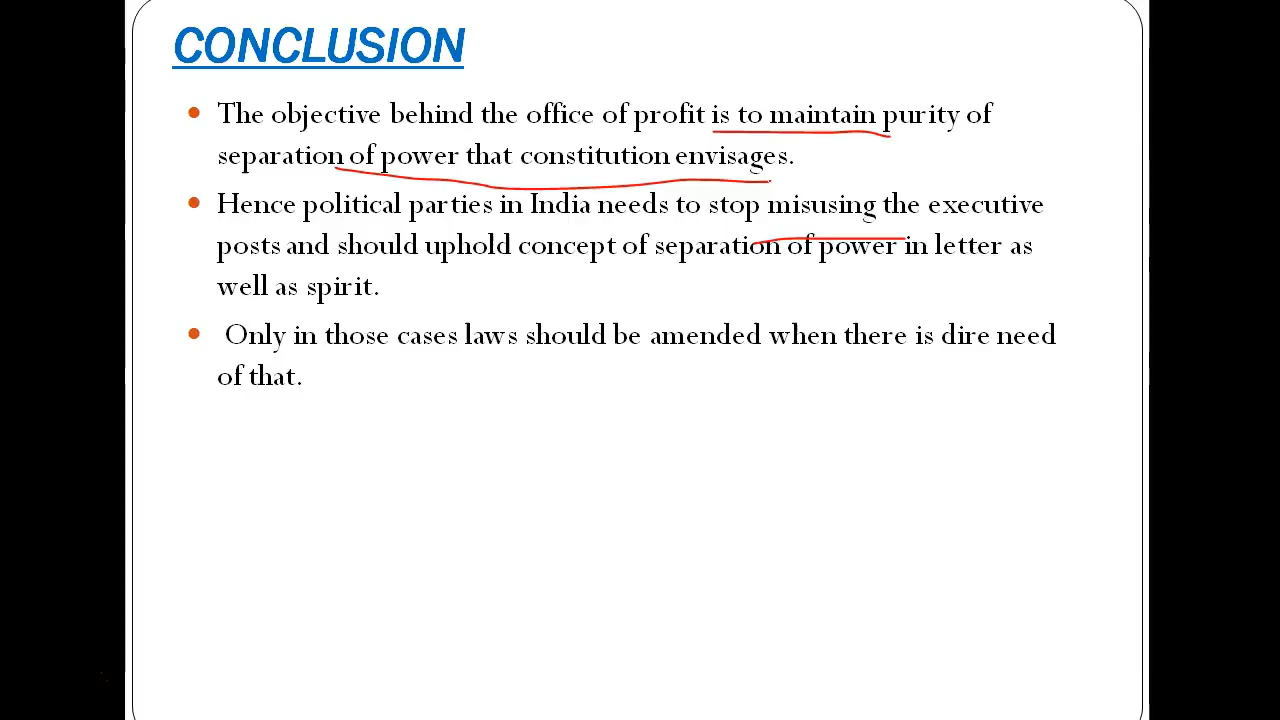 CONCLUSION
• The objective behind the office of profit is to maintain purity of
separation of power that constitution envisages.
• Hence political parties in India needs to stop misusing the executive
posts and should uphold concept of separation of power in letter as
well as spirit.
• Only in those cases laws should be amended when there is dire need
of that.